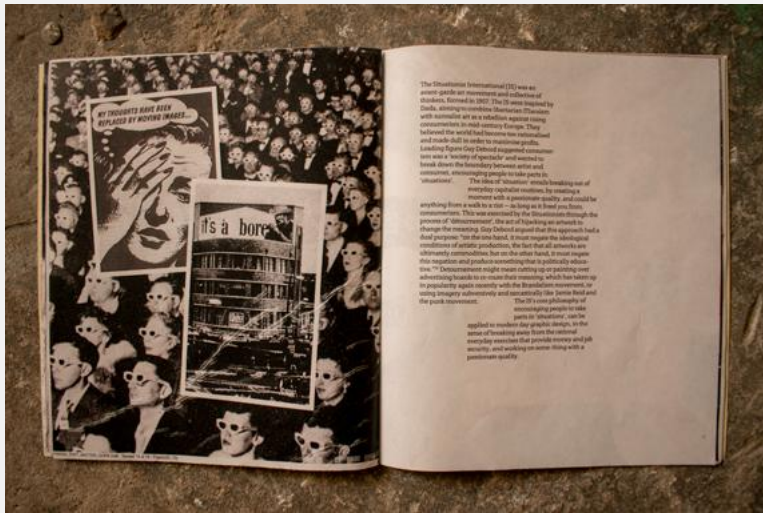 MY THOUGHTS HAVE BEEN
REPLACED BY MOVING IMAGES...
it's a bore
The Situationist International (IS) was an
avant-garde art movement and collective of
thinkers, formed in 1957. The IS were inspired by
Dada, aiming to combine libertarian Marxism
with surrealist art as a rebellion against rising
consumerism in mid-century Europe. They
believed the world had become too rationalised
and made dull in order to maximise profits.
Leading figure Guy Debord suggested consumer-
ism was a 'society of spectacle' and wanted to
break down the boundary between artist and
consumer, encouraging people to take parts in
'situations'. The idea of 'situation' entails breaking out of
everyday capitalist routines, by creating a
moment with a passionate quality, and could be
anything from a walk to a riot – as long as it freed you from
consumerism. This was exercised by the Situationists through the
process of 'détournement', the act of hijacking an artwork to
change the meaning. Guy Debord argued that this approach had a
dual purpose: "on the one hand, it must negate the ideological
conditions of artistic production, the fact that all artworks are
ultimately commodities; but on the other hand, it must negate
this negation and produce something that is politically educa-
tive." Détournement might mean cutting up or painting over
advertising boards to re-route their meaning, which has taken up
in popularity again recently with the Brandalism movement, or
using imagery subversively and sarcastically like Jamie Reid and
the punk movement. The IS's core philosophy of
encouraging people to take
parts in 'situations', can be
applied to modern day graphic design, in the
sense of breaking away from the rational
everyday exercises that provide money and job
security, and working on some-thing with a
passionate quality.